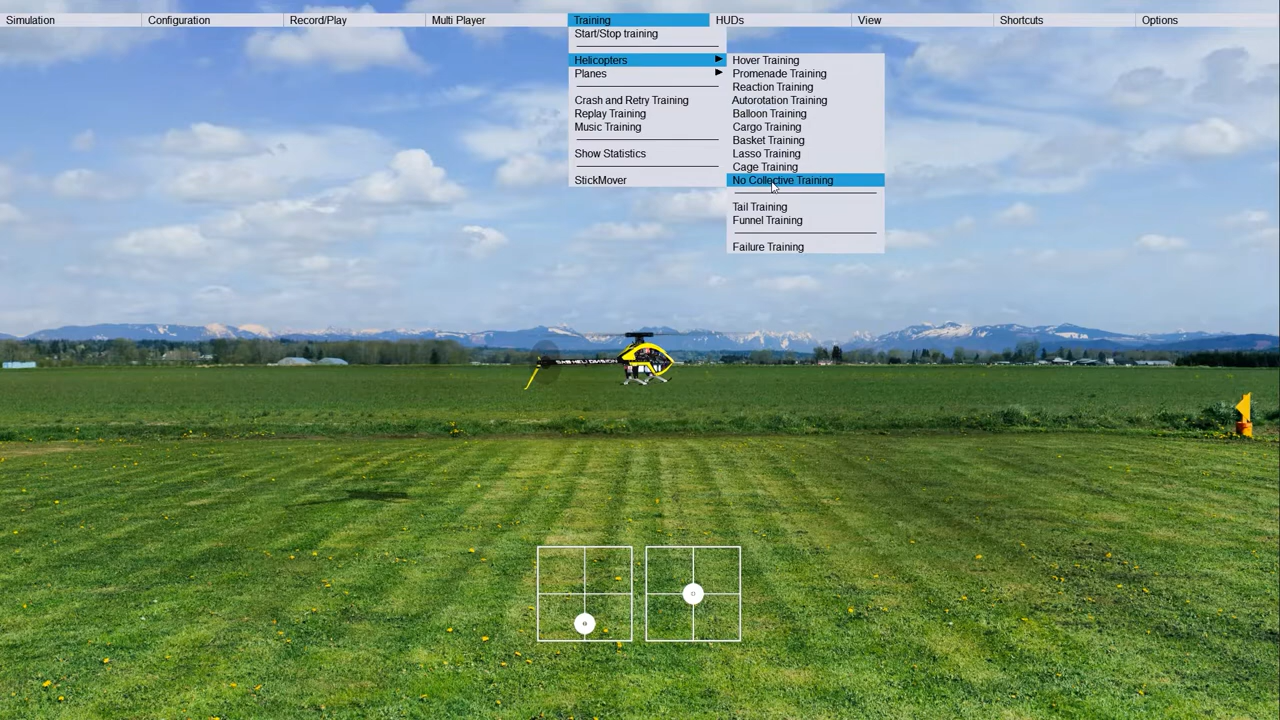 Simulation
Configuration
Record/Play
Multi Player
Training
HUDs
View
Shortcuts
Options
Start/Stop training
Helicopters
Planes
Crash and Retry Training
Replay Training
Music Training
Show Statistics
StickMover
Hover Training
Promenade Training
Reaction Training
Autorotation Training
Balloon Training
Cargo Training
Basket Training
Lasso Training
Cage Training
No Collective Training
Tail Training
Funnel Training
Failure Training